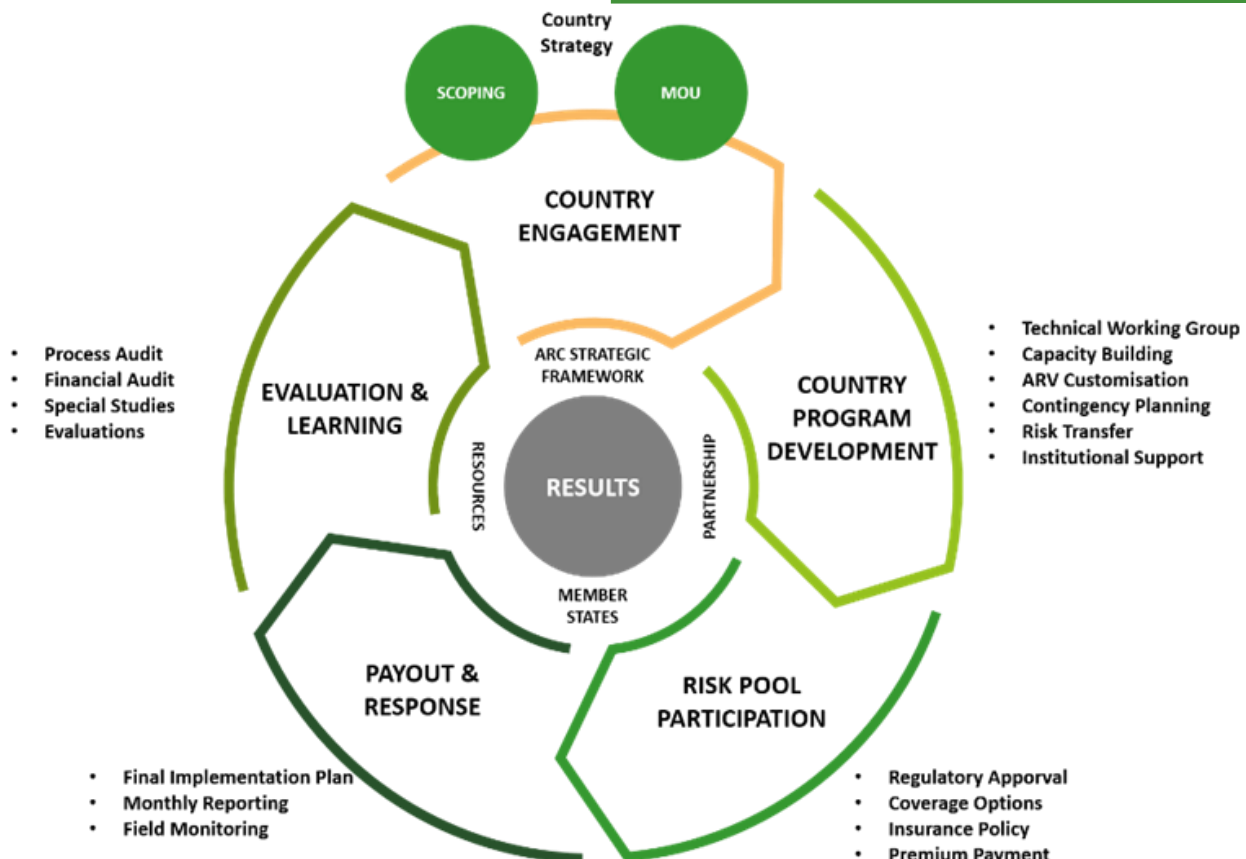 Country
Strategy
SCOPING
MOU
COUNTRY
ENGAGEMENT
ARC STRATEGIC
FRAMEWORK
COUNTRY
PROGRAM
DEVELOPMENT
• Technical Working Group
• Capacity Building
• ARV Customisation
• Contingency Planning
• Risk Transfer
• Institutional Support
• Process Audit
• Financial Audit
• Special Studies
• Evaluations
EVALUATION &
LEARNING
RESOURCES
RESULTS
PARTNERSHIP
MEMBER
STATES
PAYOUT &
RESPONSE
RISK POOL
PARTICIPATION
• Final Implementation Plan
• Monthly Reporting
• Field Monitoring
• Regulatory Apporval
• Coverage Options
• Insurance Policy
• Premium Payment